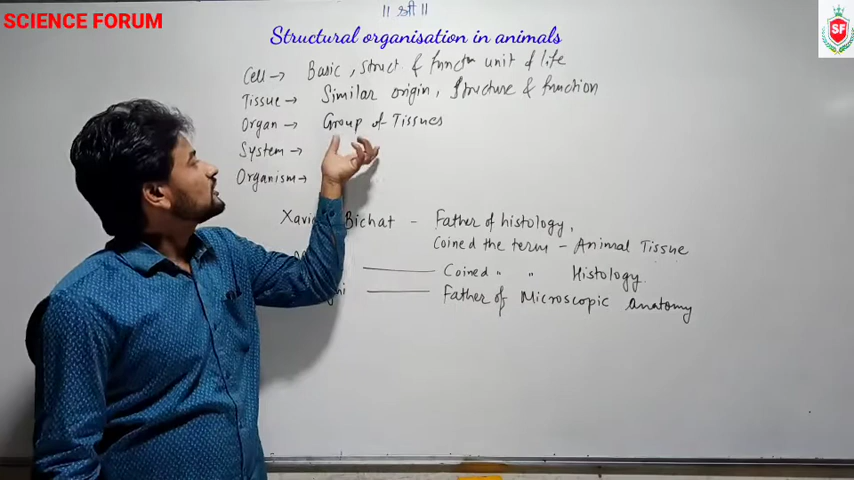 SCIENCE FORUM
॥ श्री ॥
SF
Structural organisation in animals
Cell → Basic, struct. & functn unit of life
Tissue → Similar origin, Structure & function
Organ → Group of Tissues
System →
Organism →
Bichat - Father of histology,
Coined the term - Animal Tissue
Coined " " Histology
Father of Microscopic anatomy